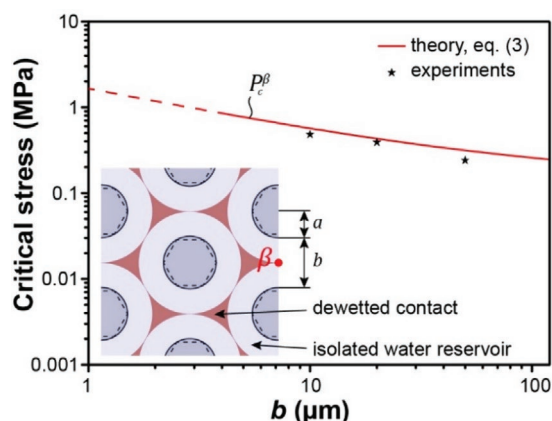 10
1
0.1
0.01
0.001
Critical stress (MPa)
theory, eq. (3)
experiments
P_c^β
a
b
β
dewetted contact
isolated water reservoir
1 10 100
b (μm)